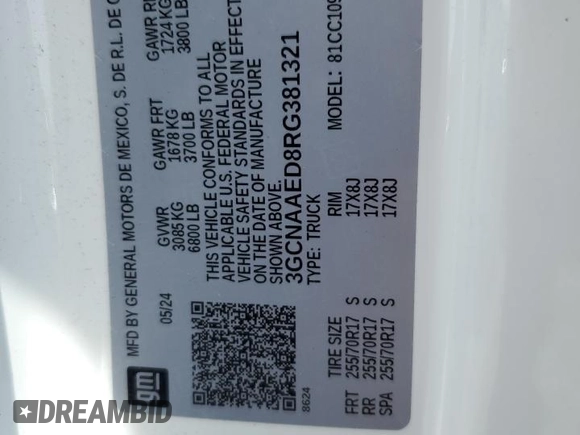 MFD BY GENERAL MOTORS DE MEXICO, S. DE R.L. DE
05/24
GVWR GAWR FRT GAWR
3085 KG 1678 KG 1724 KG
6800 LB 3700 LB 3800 LB
THIS VEHICLE CONFORMS TO ALL
APPLICABLE U.S. FEDERAL MOTOR
VEHICLE SAFETY STANDARDS IN EFFECT
ON THE DATE OF MANUFACTURE
SHOWN ABOVE.
3GCNAAED8RG381321
TYPE: TRUCK MODEL: 81CC109
8624
TIRE SIZE RIM
FRT 255/70R17 S 17X8J
RR 255/70R17 S 17X8J
SPA 255/70R17 S 17X8J
gm
DREAMBID